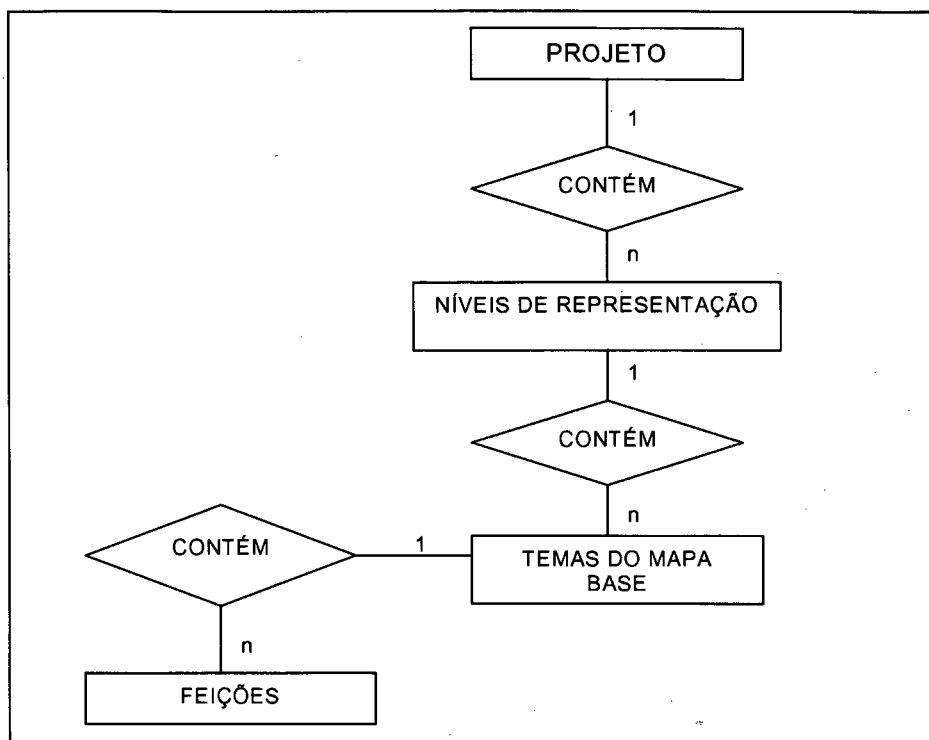 PROJETO
1
CONTÉM
n
NÍVEIS DE REPRESENTAÇÃO
1
CONTÉM
n
TEMAS DO MAPA
BASE
1
CONTÉM
n
FEIÇÕES